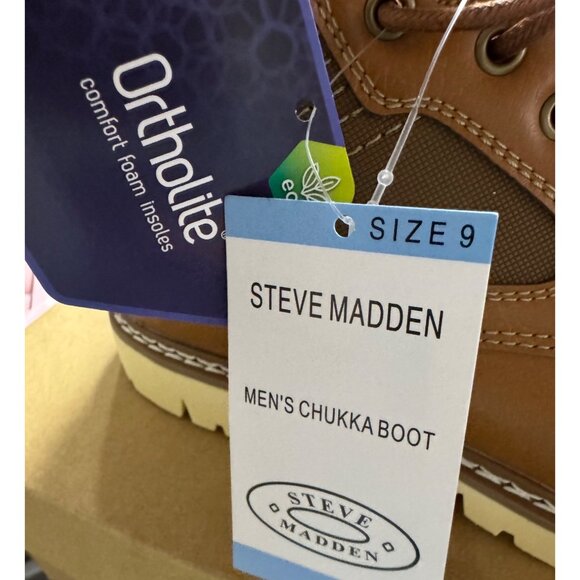 Ortholite
comfort foam insoles
SIZE 9
STEVE MADDEN
MEN'S CHUKKA BOOT
STEVE
MADDEN